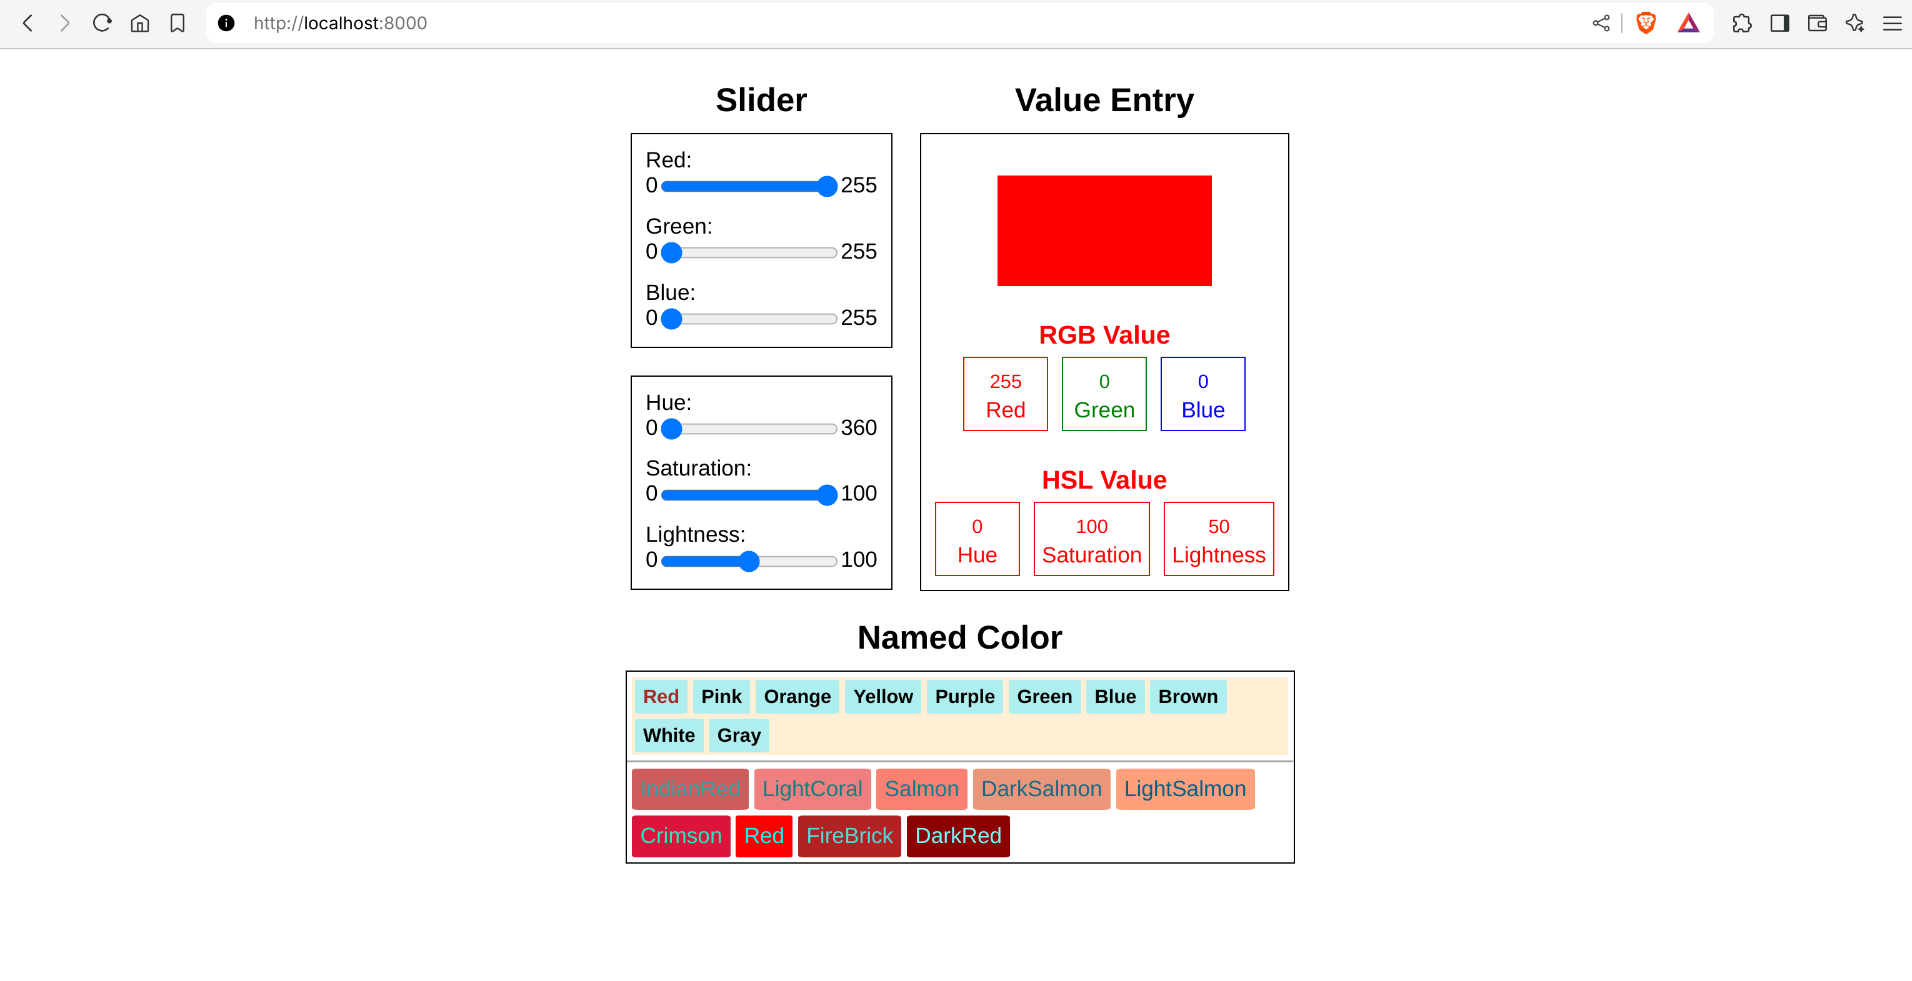 http://localhost:8000
Slider
Value Entry
Red:
0 255
Green:
0 255
Blue:
0 255
Hue:
0 360
Saturation:
0 100
Lightness:
0 100
RGB Value
255 0 0
Red Green Blue
HSL Value
0 100 50
Hue Saturation Lightness
Named Color
Red Pink Orange Yellow Purple Green Blue Brown
White Gray
IndianRed LightCoral Salmon DarkSalmon LightSalmon
Crimson Red FireBrick DarkRed